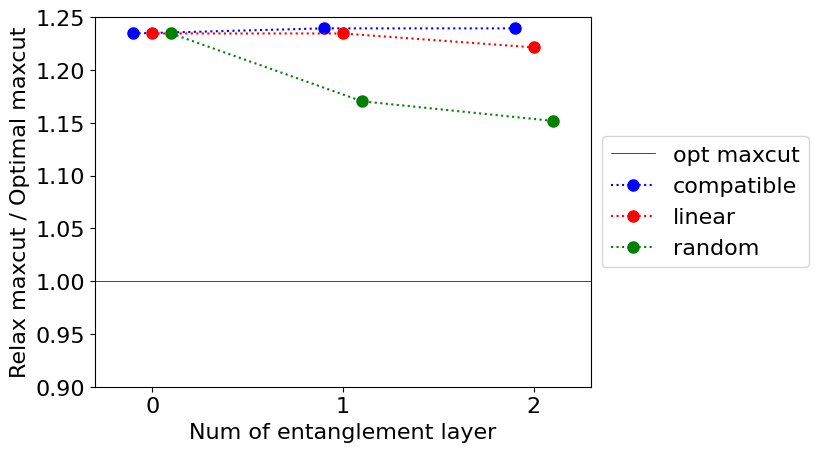 Relax maxcut / Optimal maxcut
1.25
1.20
1.15
1.10
1.05
1.00
0.95
0.90
0
1
2
Num of entanglement layer
opt maxcut
compatible
linear
random